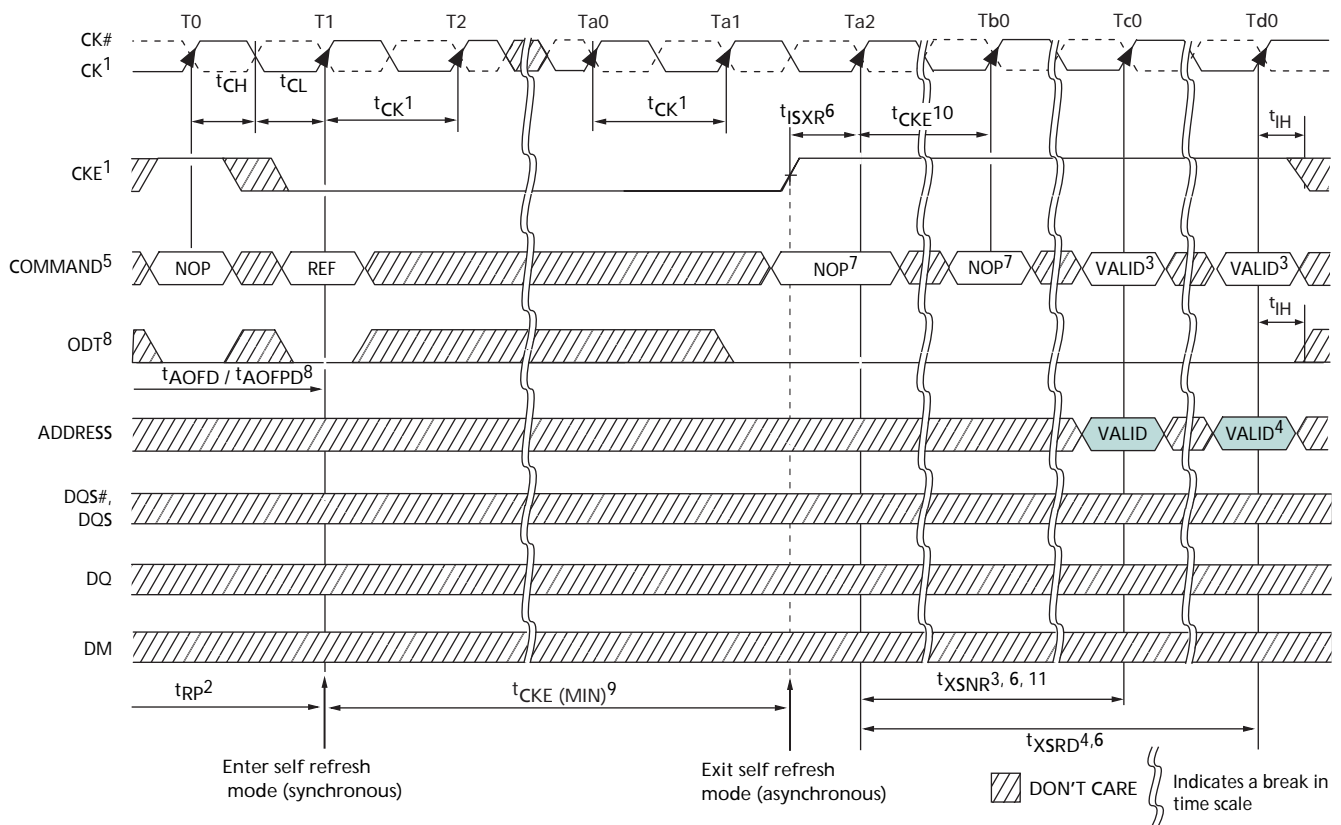 T0 T1 T2 Ta0 Ta1 Ta2 Tb0 Tc0 Td0
CK#
CK1
tCH tCL tCK1 tCK1 tISXR6 tCKE10 tIH
CKE1
COMMAND5 NOP REF NOP7 NOP7 VALID3 VALID3
tIH
ODT8
tAOFD / tAOFPD8
ADDRESS VALID VALID4
DQS#,
DQS
DQ
DM
tRP2 tCKE (MIN)9 tXSNR3, 6, 11
tXSRD4,6
Enter self refresh
mode (synchronous)
Exit self refresh
mode (asynchronous)
DON'T CARE
Indicates a break in
time scale